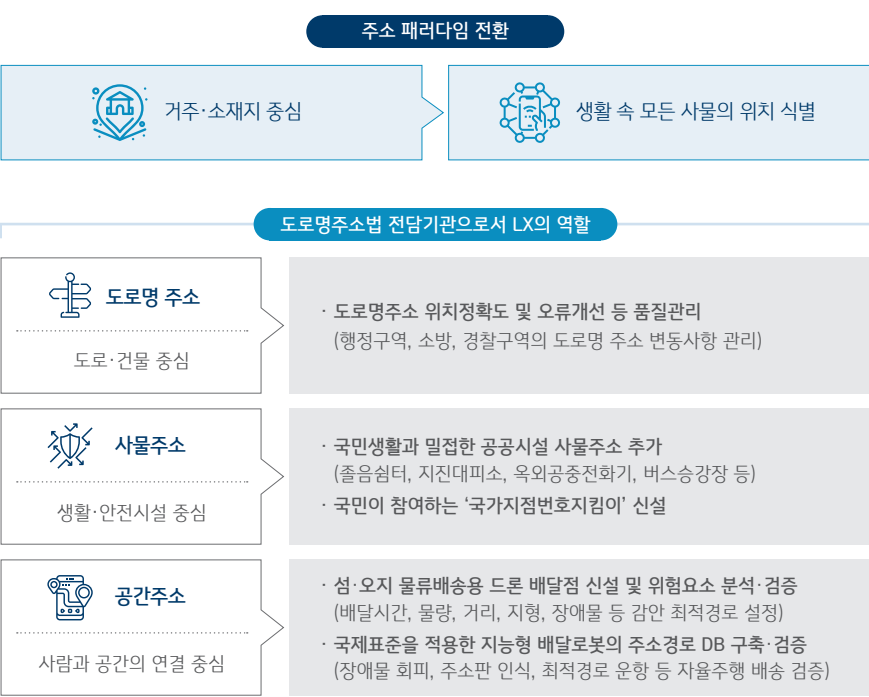 주소 패러다임 전환
거주·소재지 중심
생활 속 모든 사물의 위치 식별
도로명주소법 전담기관으로서 LX의 역할
도로명 주소
도로·건물 중심
· 도로명주소 위치정확도 및 오류개선 등 품질관리
(행정구역, 소방, 경찰구역의 도로명 주소 변동사항 관리)
사물주소
생활·안전시설 중심
· 국민생활과 밀접한 공공시설 사물주소 추가
(졸음쉼터, 지진대피소, 옥외공중전화기, 버스승강장 등)
· 국민이 참여하는 ‘국가지점번호지킴이’ 신설
공간주소
사람과 공간의 연결 중심
· 섬·오지 물류배송용 드론 배달점 신설 및 위험요소 분석·검증
(배달시간, 물량, 거리, 지형, 장애물 등 감안 최적경로 설정)
· 국제표준을 적용한 지능형 배달로봇의 주소경로 DB 구축·검증
(장애물 회피, 주소판 인식, 최적경로 운항 등 자율주행 배송 검증)